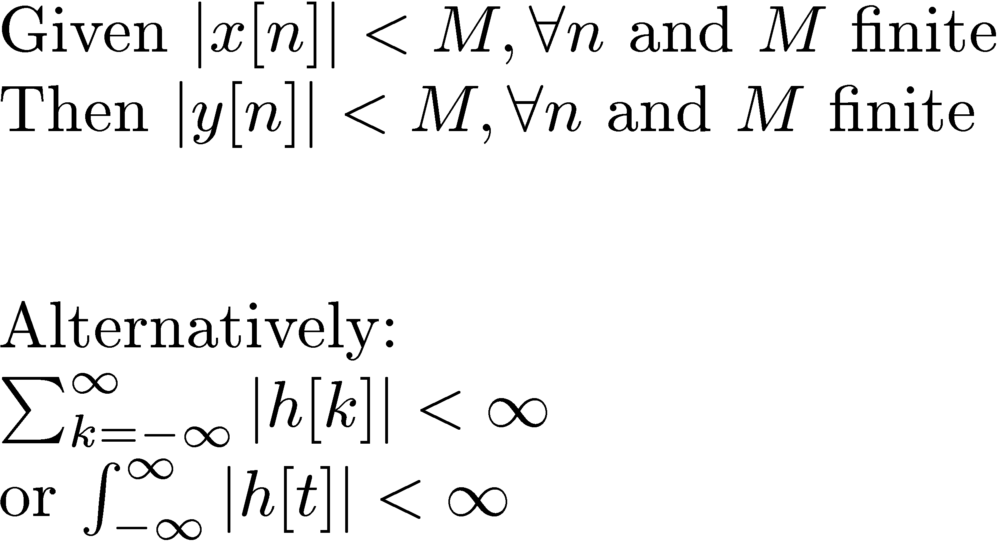 Given |x[n]| < M, ∀n and M finite
Then |y[n]| < M, ∀n and M finite
Alternatively:
∑_{k=−∞}^{∞} |h[k]| < ∞
or ∫_{−∞}^{∞} |h[t]| < ∞